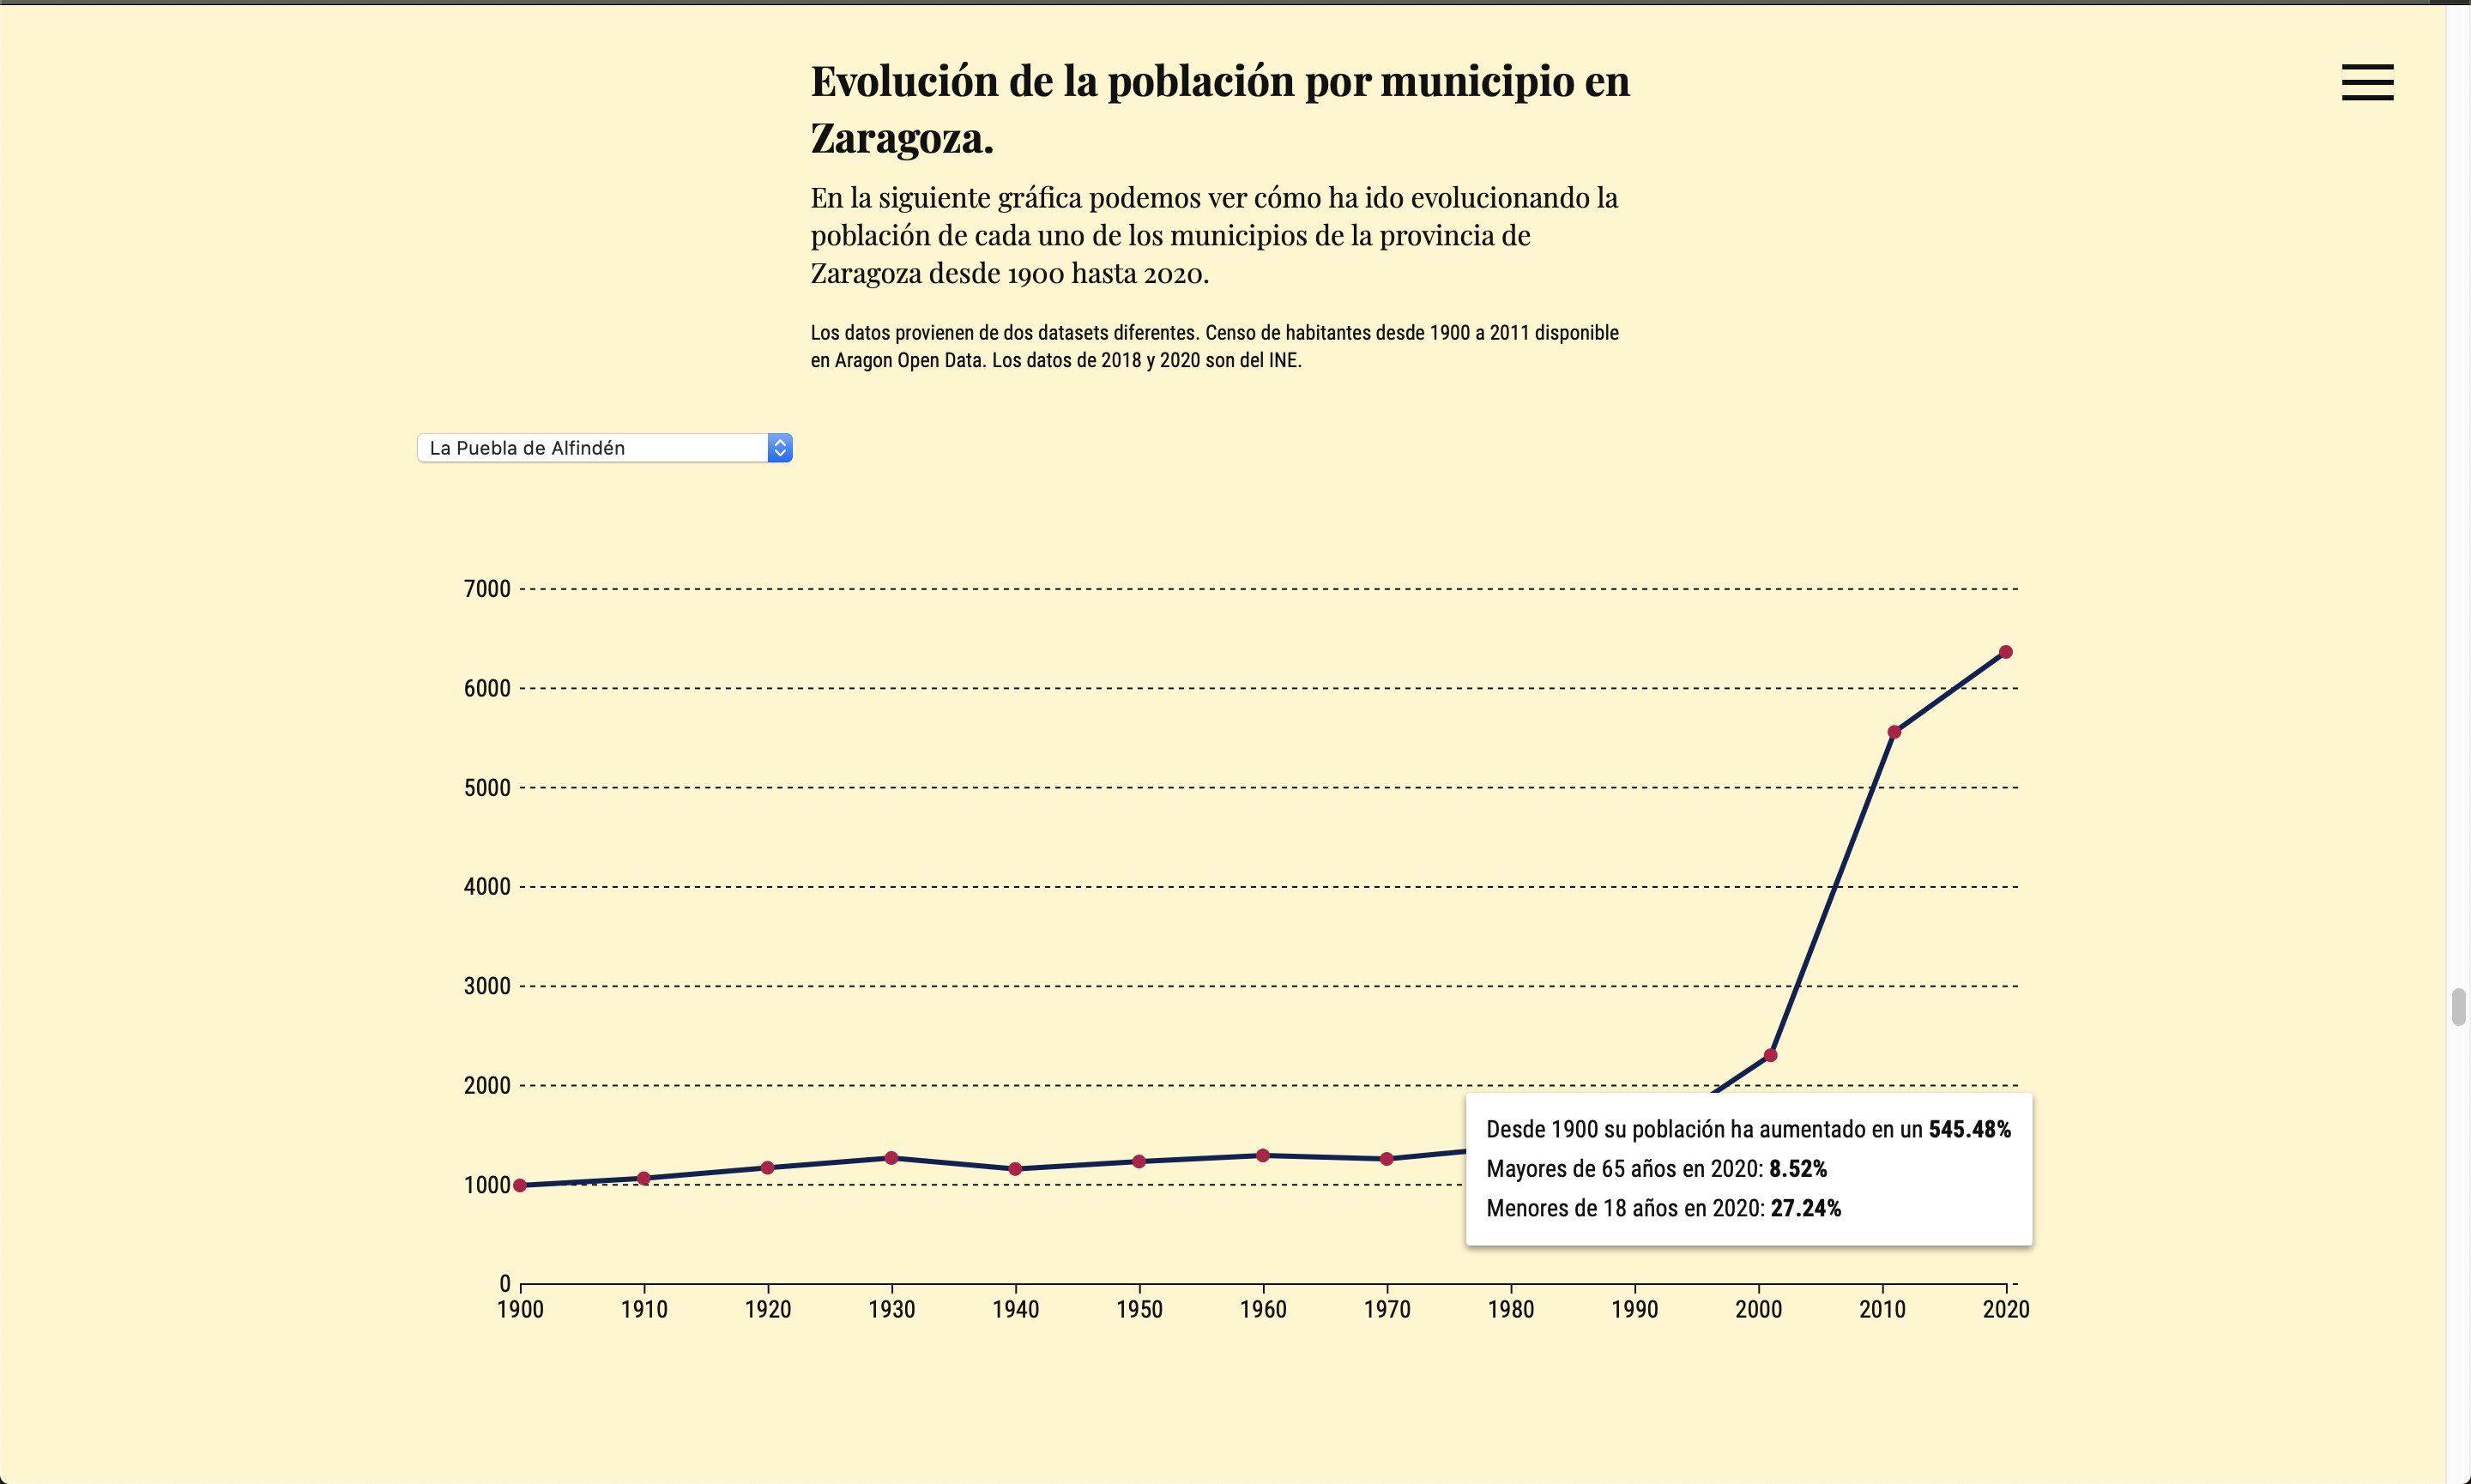 Evolución de la población por municipio en
Zaragoza.
En la siguiente gráfica podemos ver cómo ha ido evolucionando la
población de cada uno de los municipios de la provincia de
Zaragoza desde 1900 hasta 2020.
Los datos provienen de dos datasets diferentes. Censo de habitantes desde 1900 a 2011 disponible
en Aragon Open Data. Los datos de 2018 y 2020 son del INE.
La Puebla de Alfindén
7000
6000
5000
4000
3000
2000
1000
0
Desde 1900 su población ha aumentado en un 545.48%
Mayores de 65 años en 2020: 8.52%
Menores de 18 años en 2020: 27.24%
1900 1910 1920 1930 1940 1950 1960 1970 1980 1990 2000 2010 2020